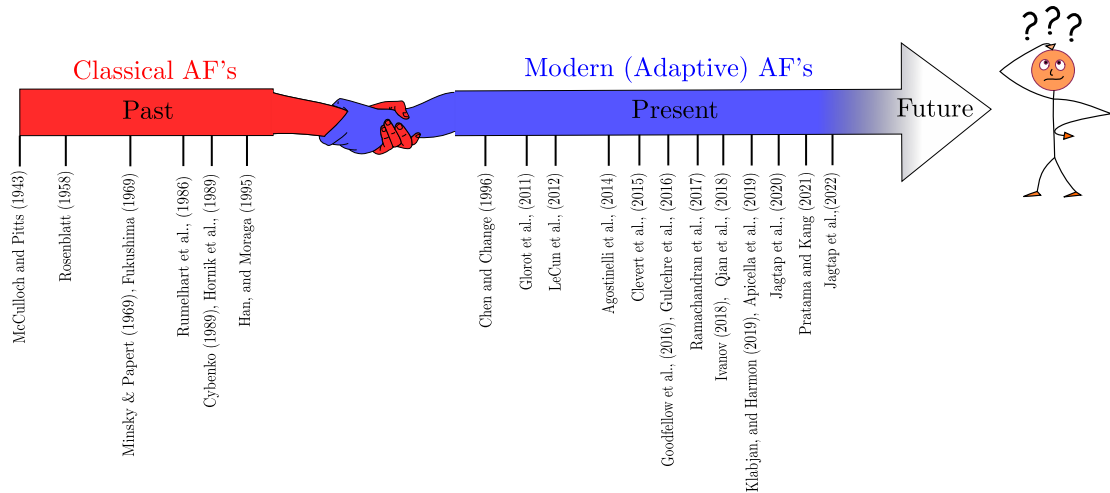 ? ? ?
Classical AF's
Modern (Adaptive) AF's
Past
Present
Future
McCulloch and Pitts (1943)
Rosenblatt (1958)
Minsky & Papert (1969), Fukushima (1969)
Rumelhart et al., (1986)
Cybenko (1989), Hornik et al., (1989)
Han, and Moraga (1995)
Chen and Change (1996)
Glorot et al., (2011)
LeCun et al., (2012)
Agostinelli et al., (2014)
Clevert et al., (2015)
Goodfellow et al., (2016), Gulcehre et al., (2016)
Ramachandran et al., (2017)
Ivanov (2018), Qian et al., (2018)
Klabjan, and Harmon (2019), Apicella et al., (2019)
Jagtap et al., (2020)
Pratama and Kang (2021)
Jagtap et al.,(2022)